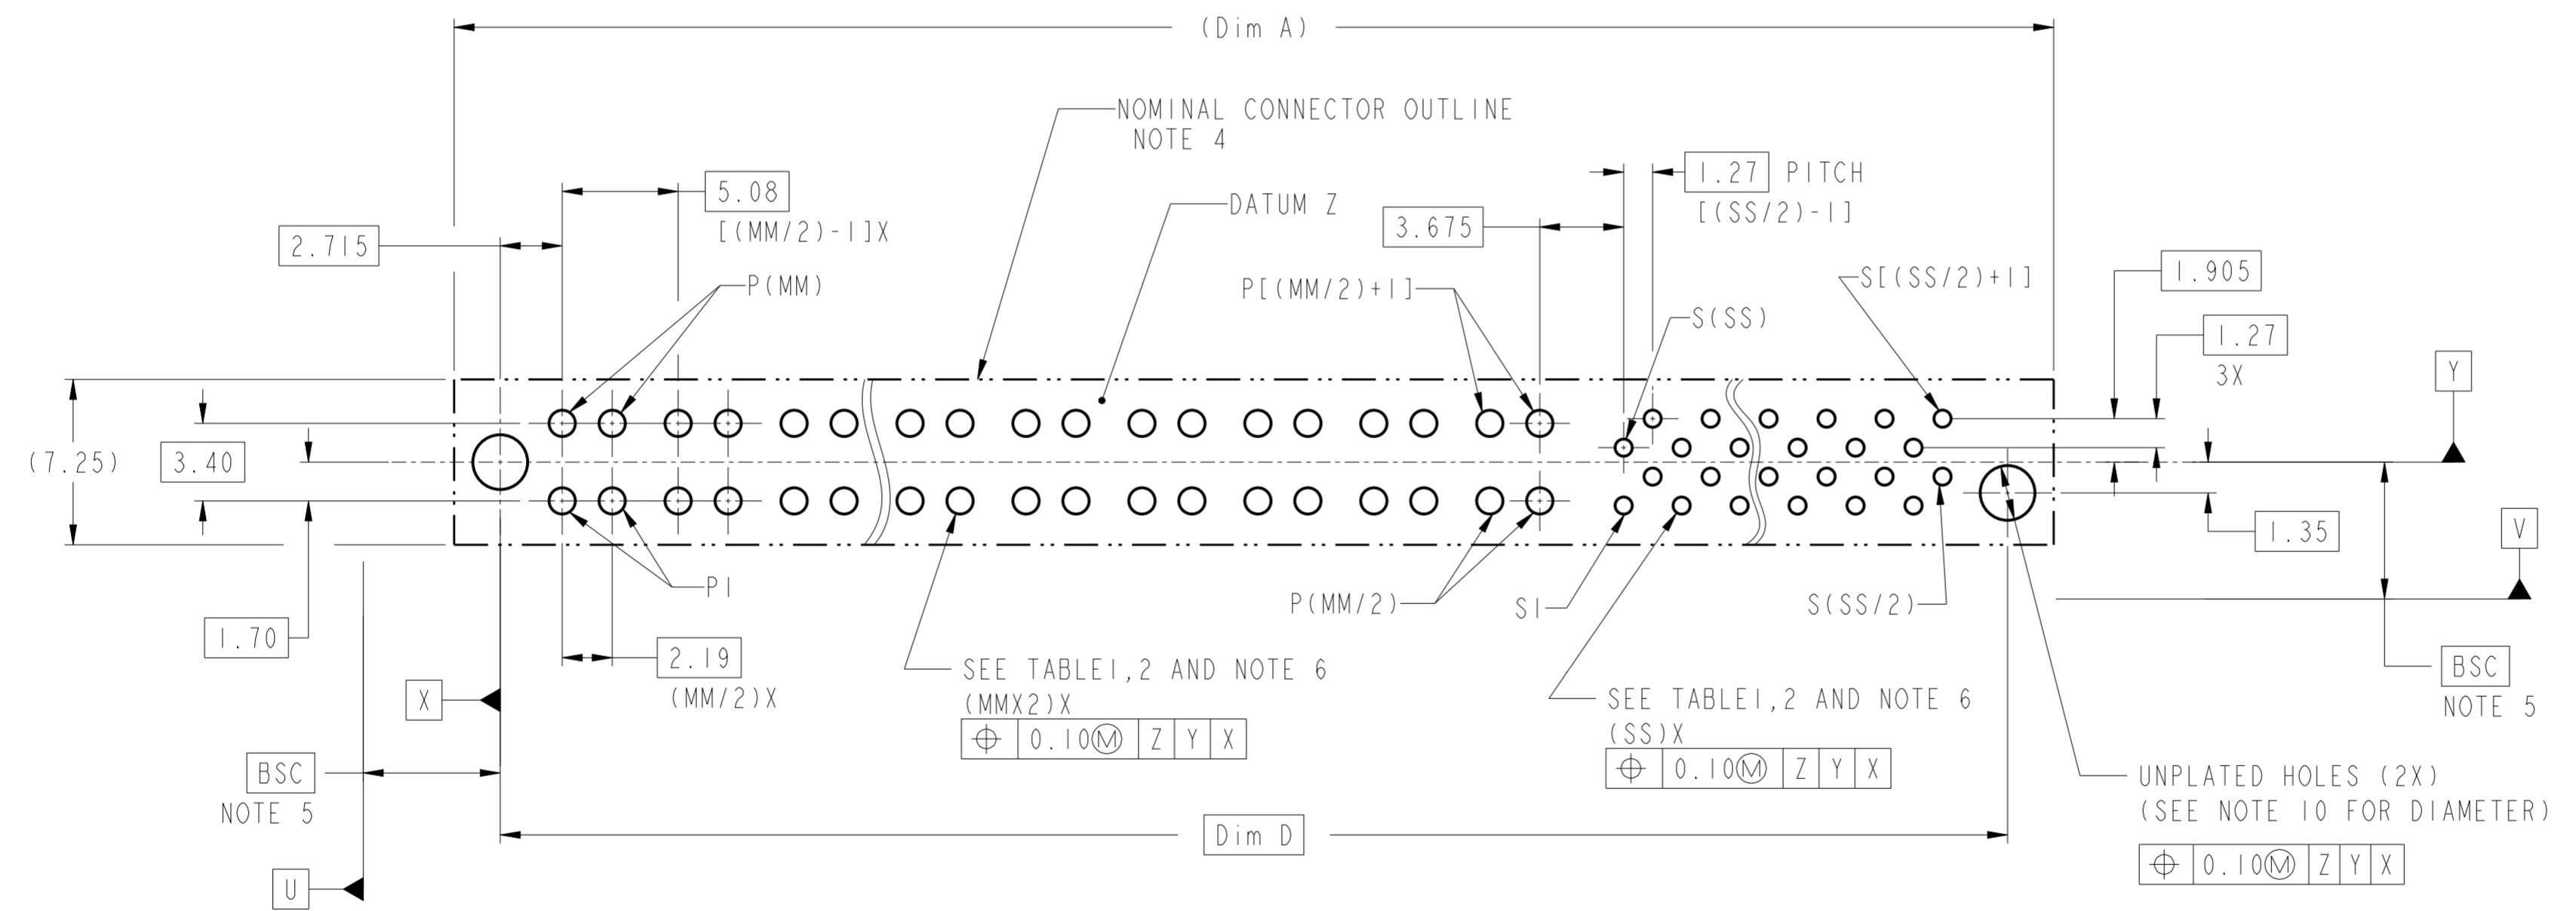 (Dim A)
NOMINAL CONNECTOR OUTLINE
NOTE 4
5.08
[(MM/2)-1]X
DATUM Z
1.27 PITCH
[(SS/2)-1]
2.715
3.675
P(MM)
P[(MM/2)+1]
S(SS)
S[(SS/2)+1]
1.905
1.27
3X
Y
(7.25)
3.40
1.35
V
P1
P(MM/2)
S1
S(SS/2)
1.70
2.19
(MM/2)X
SEE TABLE1,2 AND NOTE 6
(MMX2)X
⌖ 0.10Ⓜ Z Y X
SEE TABLE1,2 AND NOTE 6
(SS)X
⌖ 0.10Ⓜ Z Y X
BSC
NOTE 5
X
BSC
NOTE 5
UNPLATED HOLES (2X)
(SEE NOTE 10 FOR DIAMETER)
⌖ 0.10Ⓜ Z Y X
Dim D
U